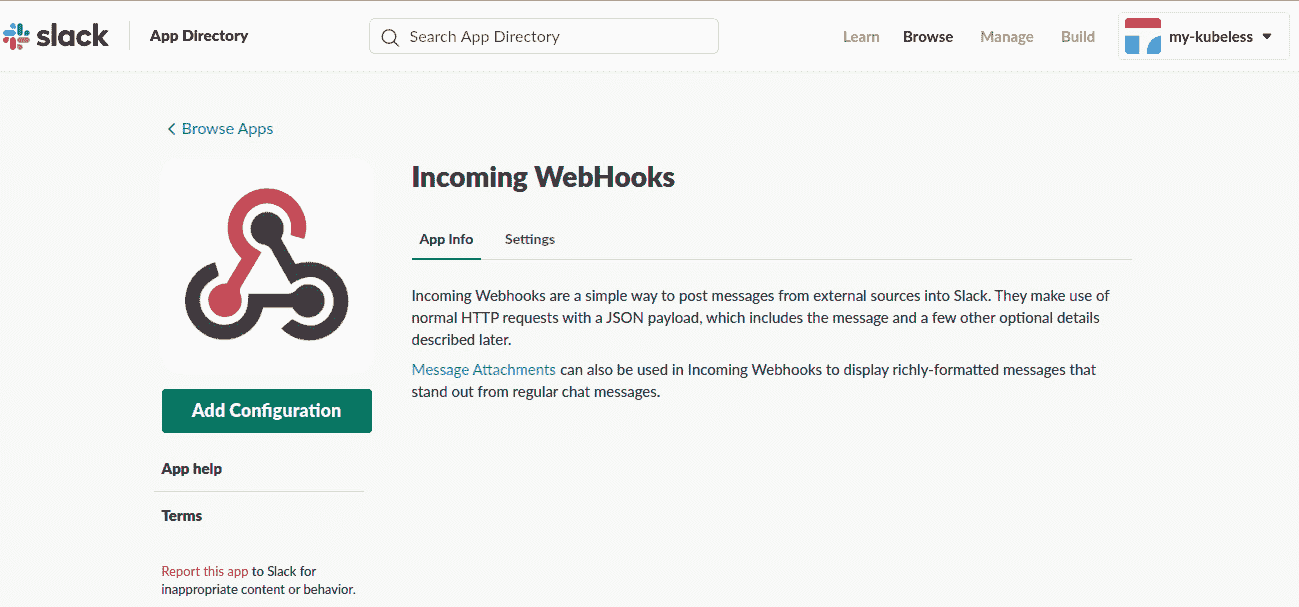 slack App Directory Search App Directory Learn Browse Manage Build my-kubeless
Browse Apps
Incoming WebHooks
App Info Settings
Incoming Webhooks are a simple way to post messages from external sources into Slack. They make use of
normal HTTP requests with a JSON payload, which includes the message and a few other optional details
described later.
Message Attachments can also be used in Incoming Webhooks to display richly-formatted messages that
stand out from regular chat messages.
Add Configuration
App help
Terms
Report this app to Slack for
inappropriate content or behavior.